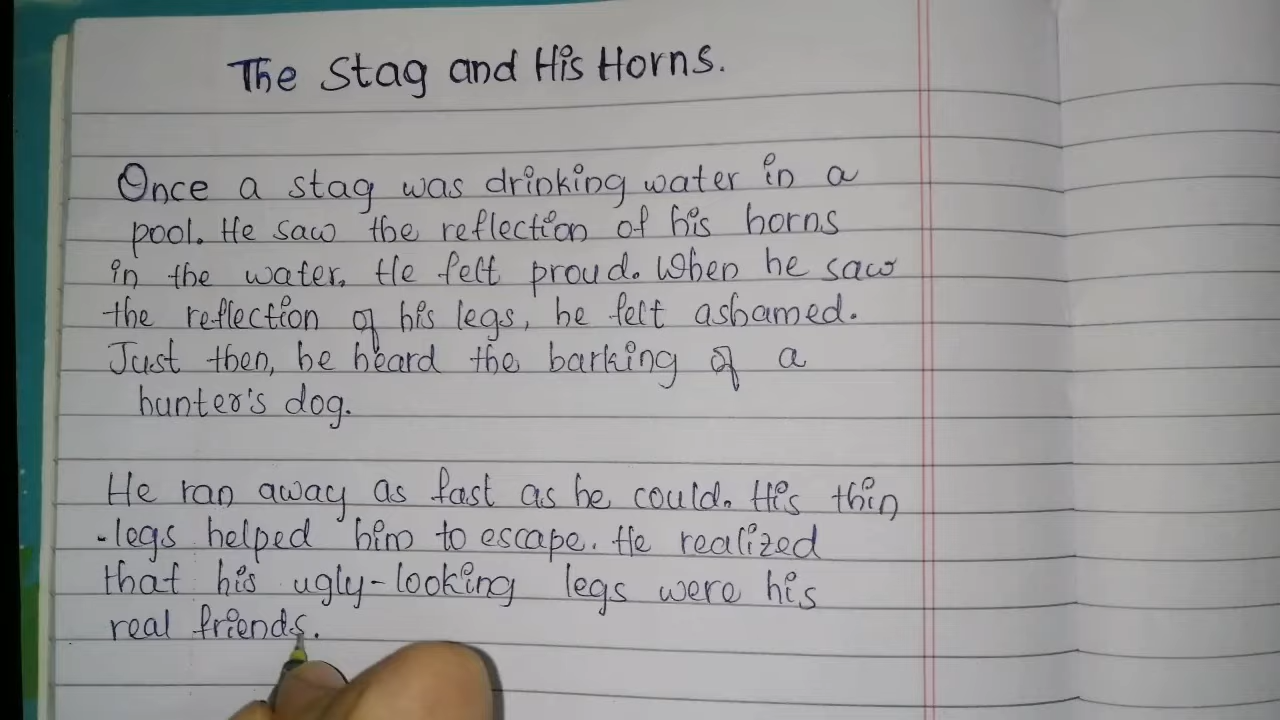 The Stag and His Horns.
Once a stag was drinking water in a
pool. He saw the reflection of his horns
in the water. He felt proud. When he saw
the reflection of his legs, he felt ashamed.
Just then, he heard the barking of a
hunter's dog.
He ran away as fast as he could. His thin
-legs helped him to escape. He realized
that his ugly-looking legs were his
real friends.